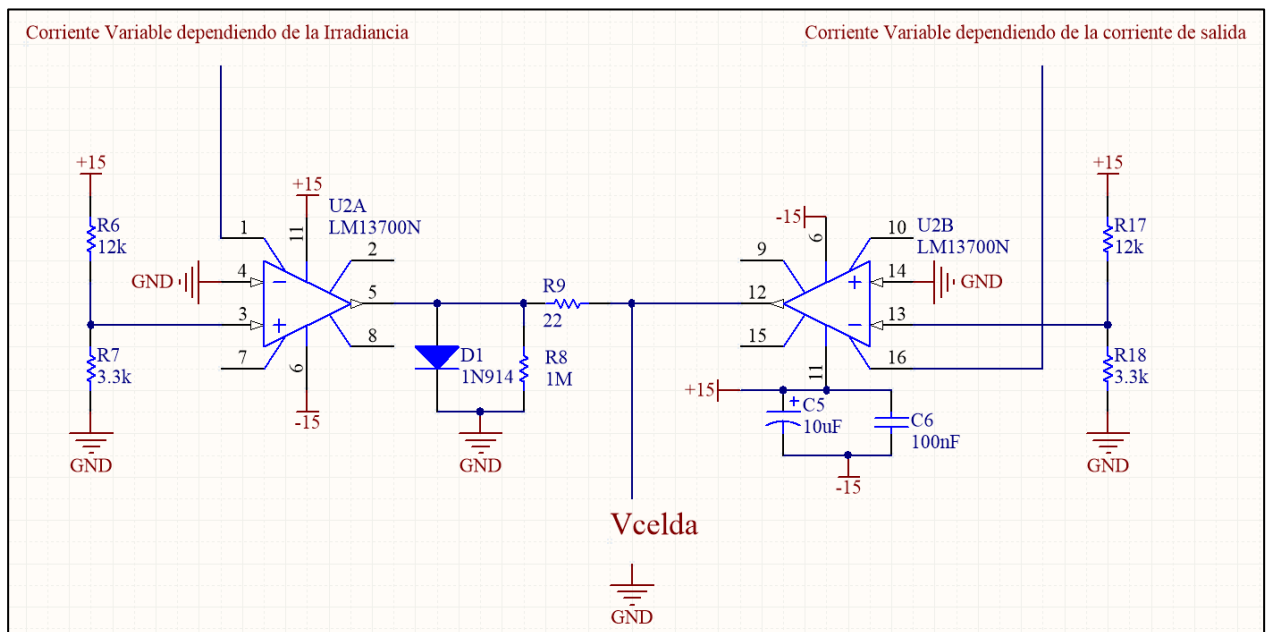 Corriente Variable dependiendo de la Irradiancia
Corriente Variable dependiendo de la corriente de salida
+15
R6
12k
R7
3.3k
GND
GND
1
4
3
7
+15
11
U2A
LM13700N
2
5
8
6
-15
D1
1N914
R8
1M
GND
R9
22
Vcelda
GND
-15
6
10
U2B
LM13700N
9
12
15
14
GND
13
16
11
+15
C5
10uF
C6
100nF
-15
+15
R17
12k
R18
3.3k
GND